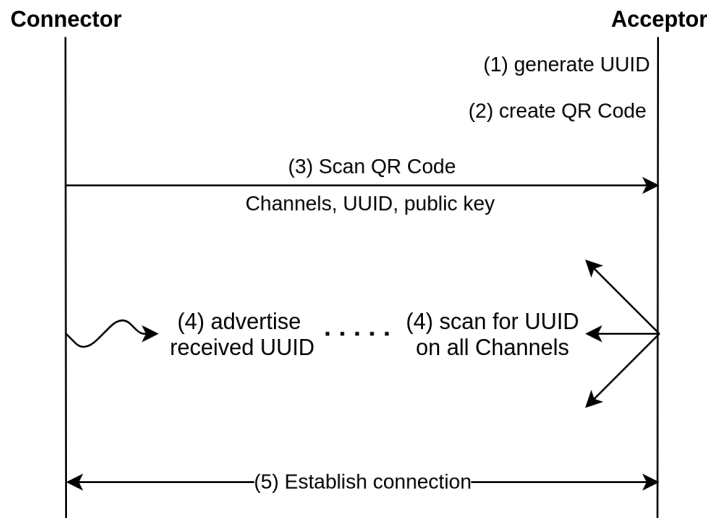 Connector
Acceptor
(1) generate UUID
(2) create QR Code
(3) Scan QR Code
Channels, UUID, public key
(4) advertise
received UUID
(4) scan for UUID
on all Channels
(5) Establish connection